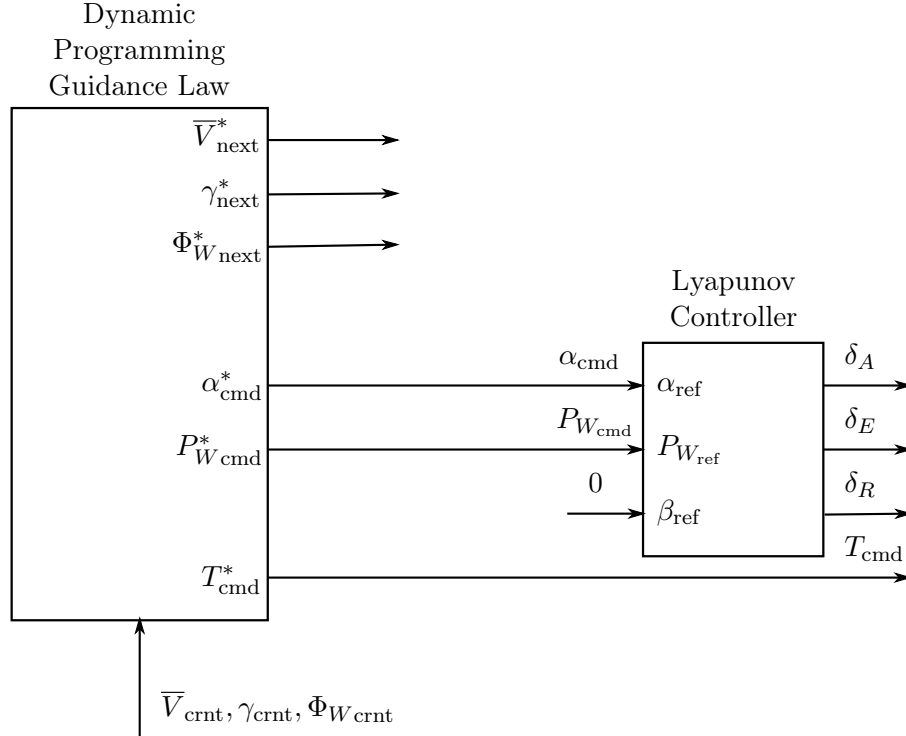 Dynamic
Programming
Guidance Law
V̅*next
γ*next
Φ*W next
Lyapunov
Controller
α*cmd
αcmd
αref
δA
P*W cmd
PWcmd
PWref
δE
0
βref
δR
T*cmd
Tcmd
V̅crnt, γcrnt, ΦW crnt